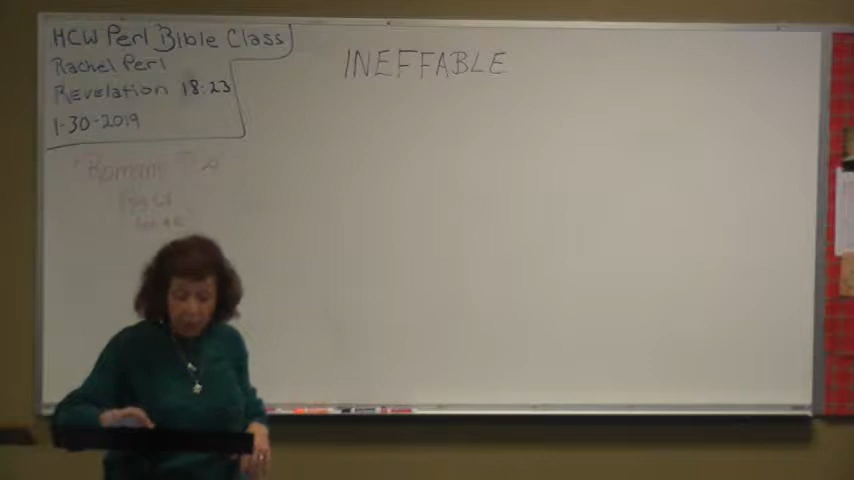 HCW Perl Bible Class
Rachel Perl
Revelation 18:23
1-30-2019
INEFFABLE